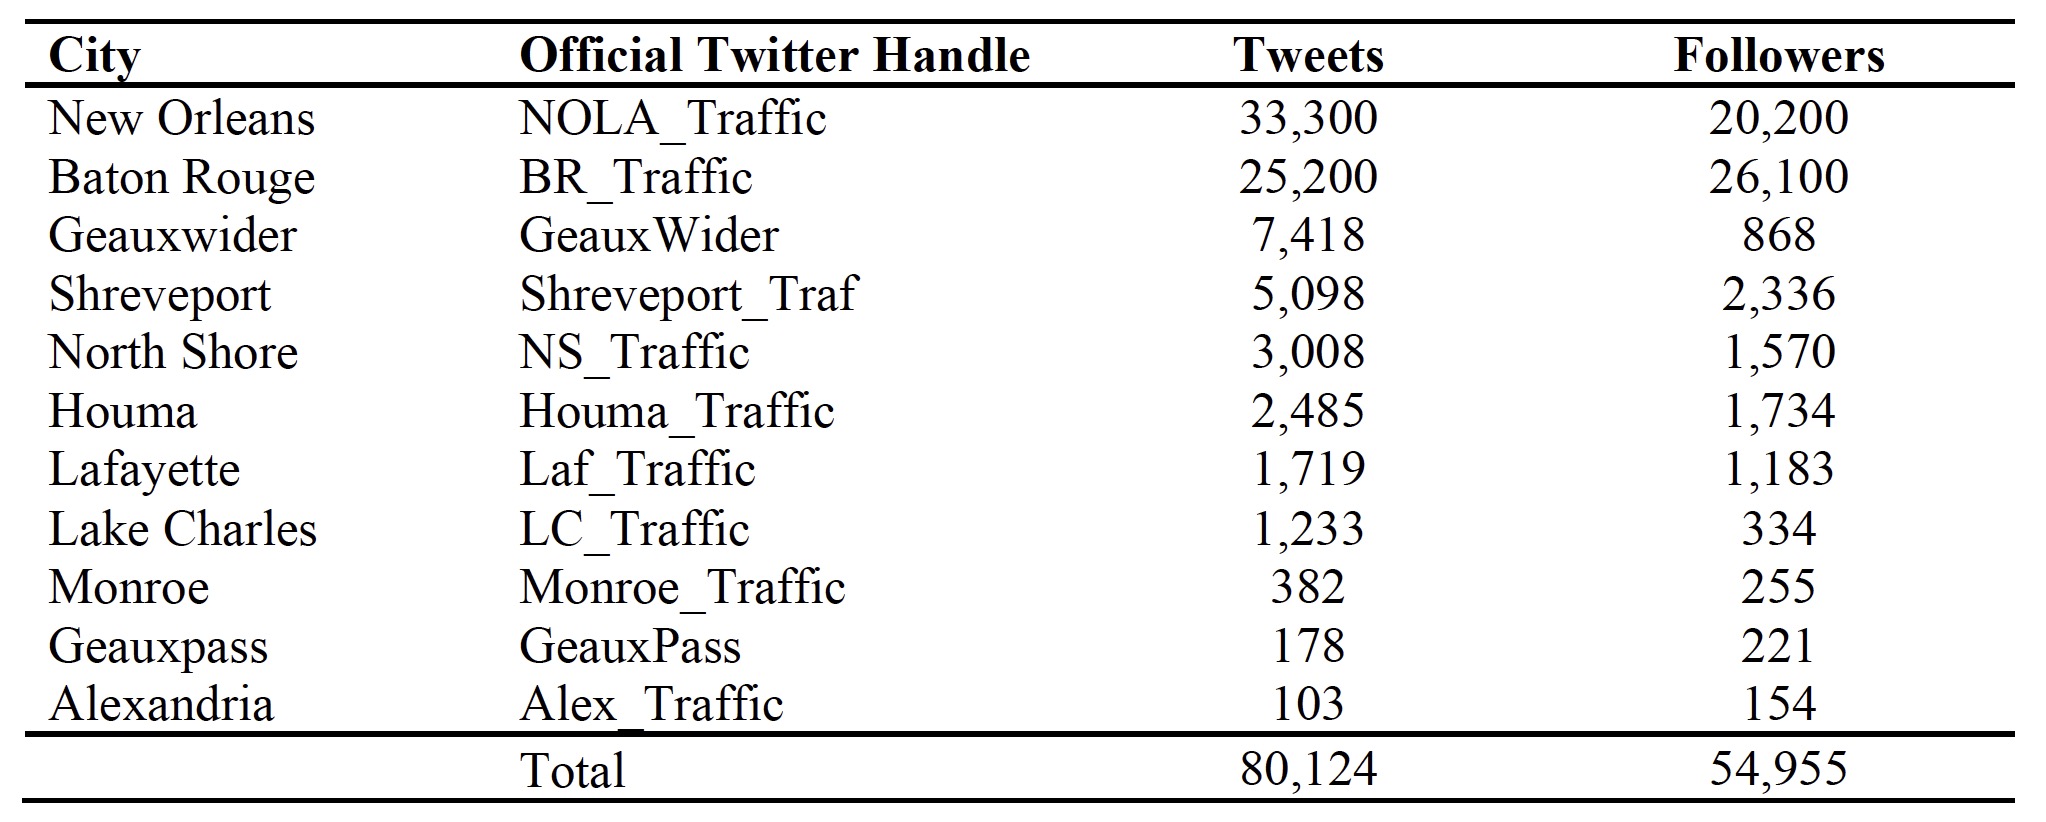 City Official Twitter Handle Tweets Followers
New Orleans NOLA_Traffic 33,300 20,200
Baton Rouge BR_Traffic 25,200 26,100
Geauxwider GeauxWider 7,418 868
Shreveport Shreveport_Traf 5,098 2,336
North Shore NS_Traffic 3,008 1,570
Houma Houma_Traffic 2,485 1,734
Lafayette Laf_Traffic 1,719 1,183
Lake Charles LC_Traffic 1,233 334
Monroe Monroe_Traffic 382 255
Geauxpass GeauxPass 178 221
Alexandria Alex_Traffic 103 154
Total 80,124 54,955